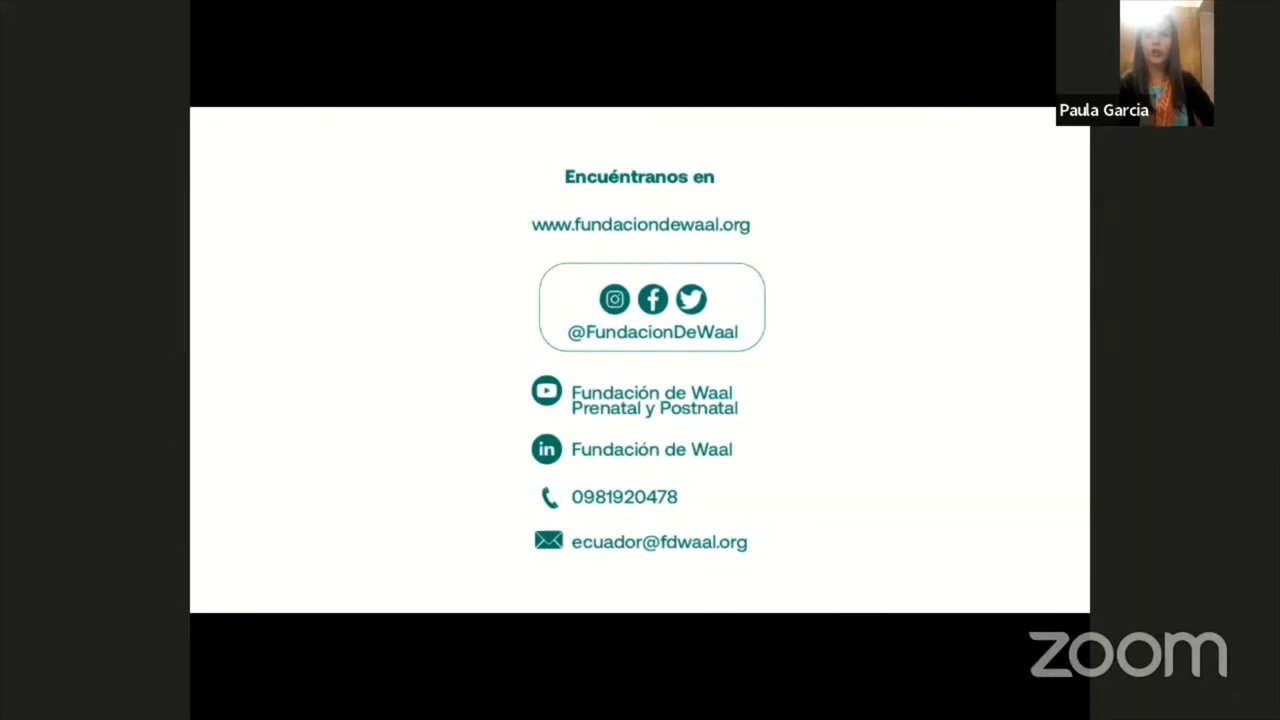 Paula Garcia
Encuéntranos en
www.fundaciondewaal.org
@FundacionDeWaal
Fundación de Waal
Prenatal y Postnatal
in Fundación de Waal
0981920478
ecuador@fdwaal.org
zoom